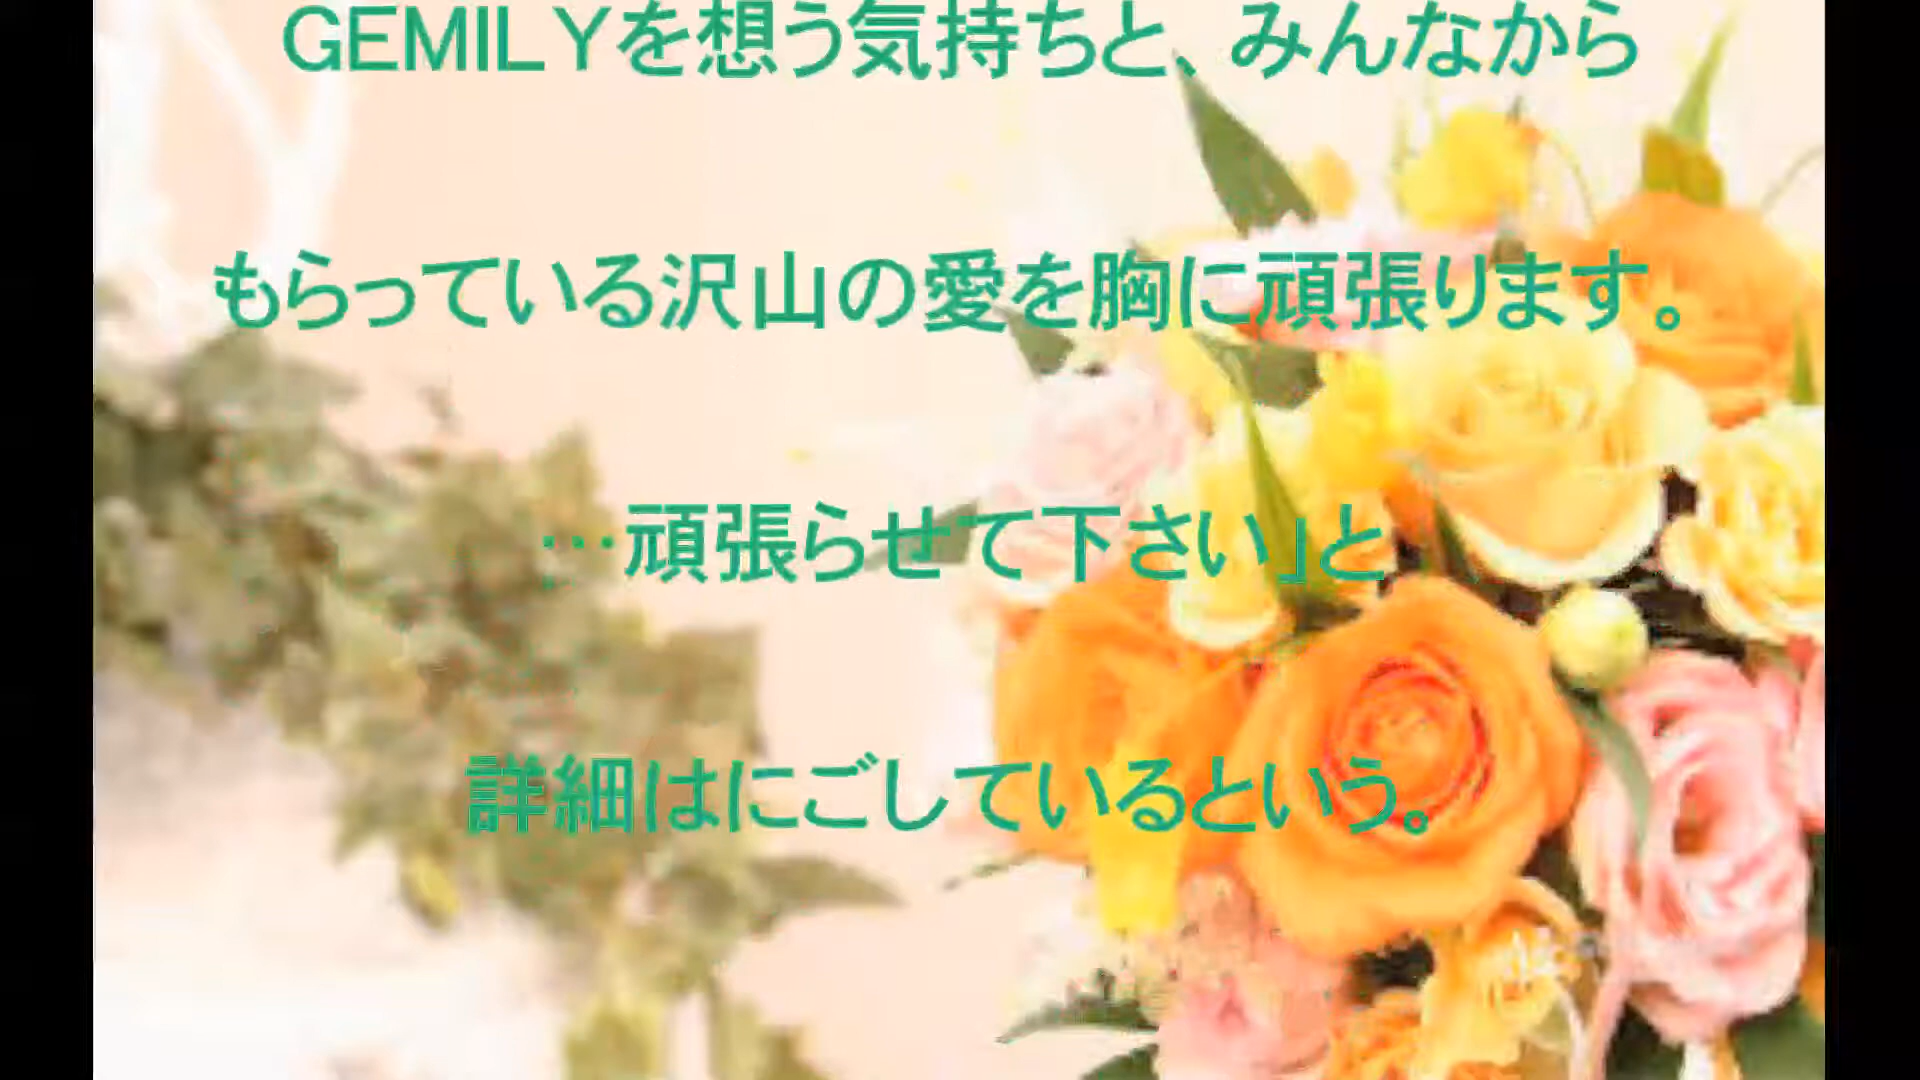 GEMILYを想う気持ちと、みんなから
もらっている沢山の愛を胸に頑張ります。
…頑張らせて下さい」と
詳細はにごしているという。